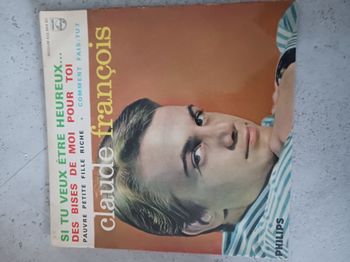 SI TU VEUX ÊTRE HEUREUX...
DES BISES DE MOI POUR TOI
PAUVRE PETITE FILLE RICHE • COMMENT FAIS-TU?
claude françois
PHILIPS